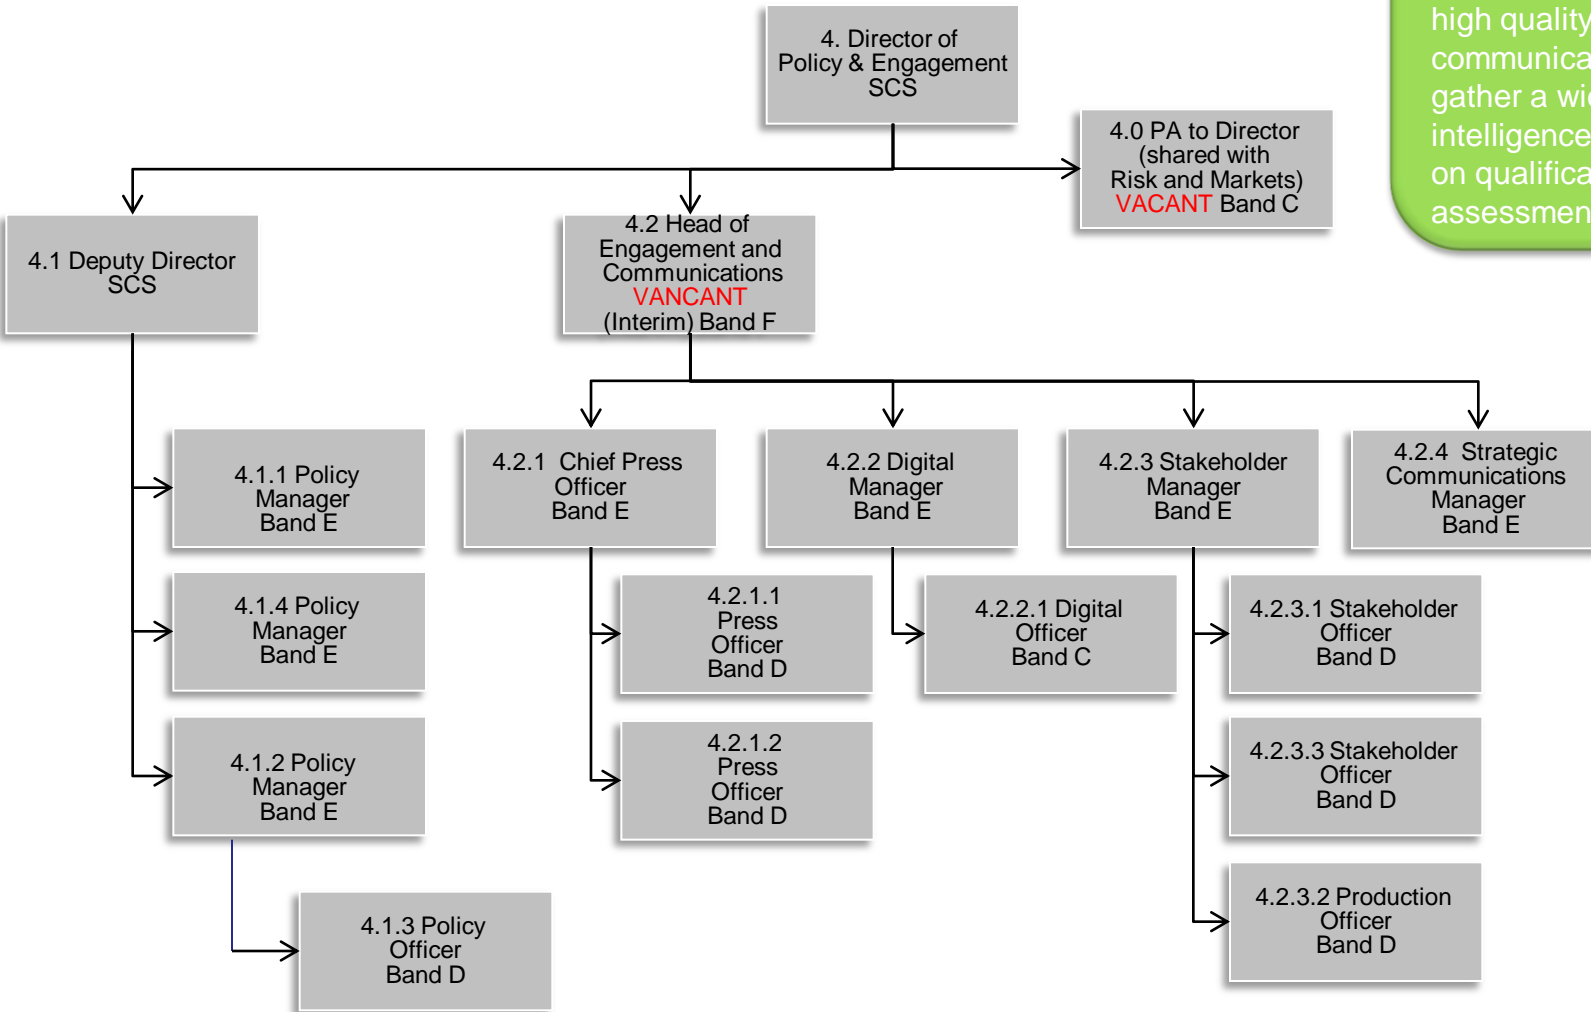 4. Director of
Policy & Engagement
SCS
high quality
gather a
intelligence
4.0 PA to Director
(shared with
Risk and Markets)
VACANT Band C
on
4.1 Deputy Director
SCS
4.2 Head of
Engagement and
Communications
VANCANT
(Interim) Band F
4.1.1 Policy
Manager
Band E
4.2.1 Chief Press
Officer
Band E
4.2.2 Digital
Manager
Band E
4.2.3 Stakeholder
Manager
Band E
4.2.4 Strategic
Communications
Manager
Band E
4.1.4 Policy
Manager
Band E
4.2.1.1
Press
Officer
Band D
4.2.2.1 Digital
Officer
Band C
4.2.3.1 Stakeholder
Officer
Band D
4.1.2 Policy
Manager
Band E
4.2.1.2
Press
Officer
Band D
4.2.3.3 Stakeholder
Officer
Band D
4.1.3 Policy
Officer
Band D
4.2.3.2 Production
Officer
Band D